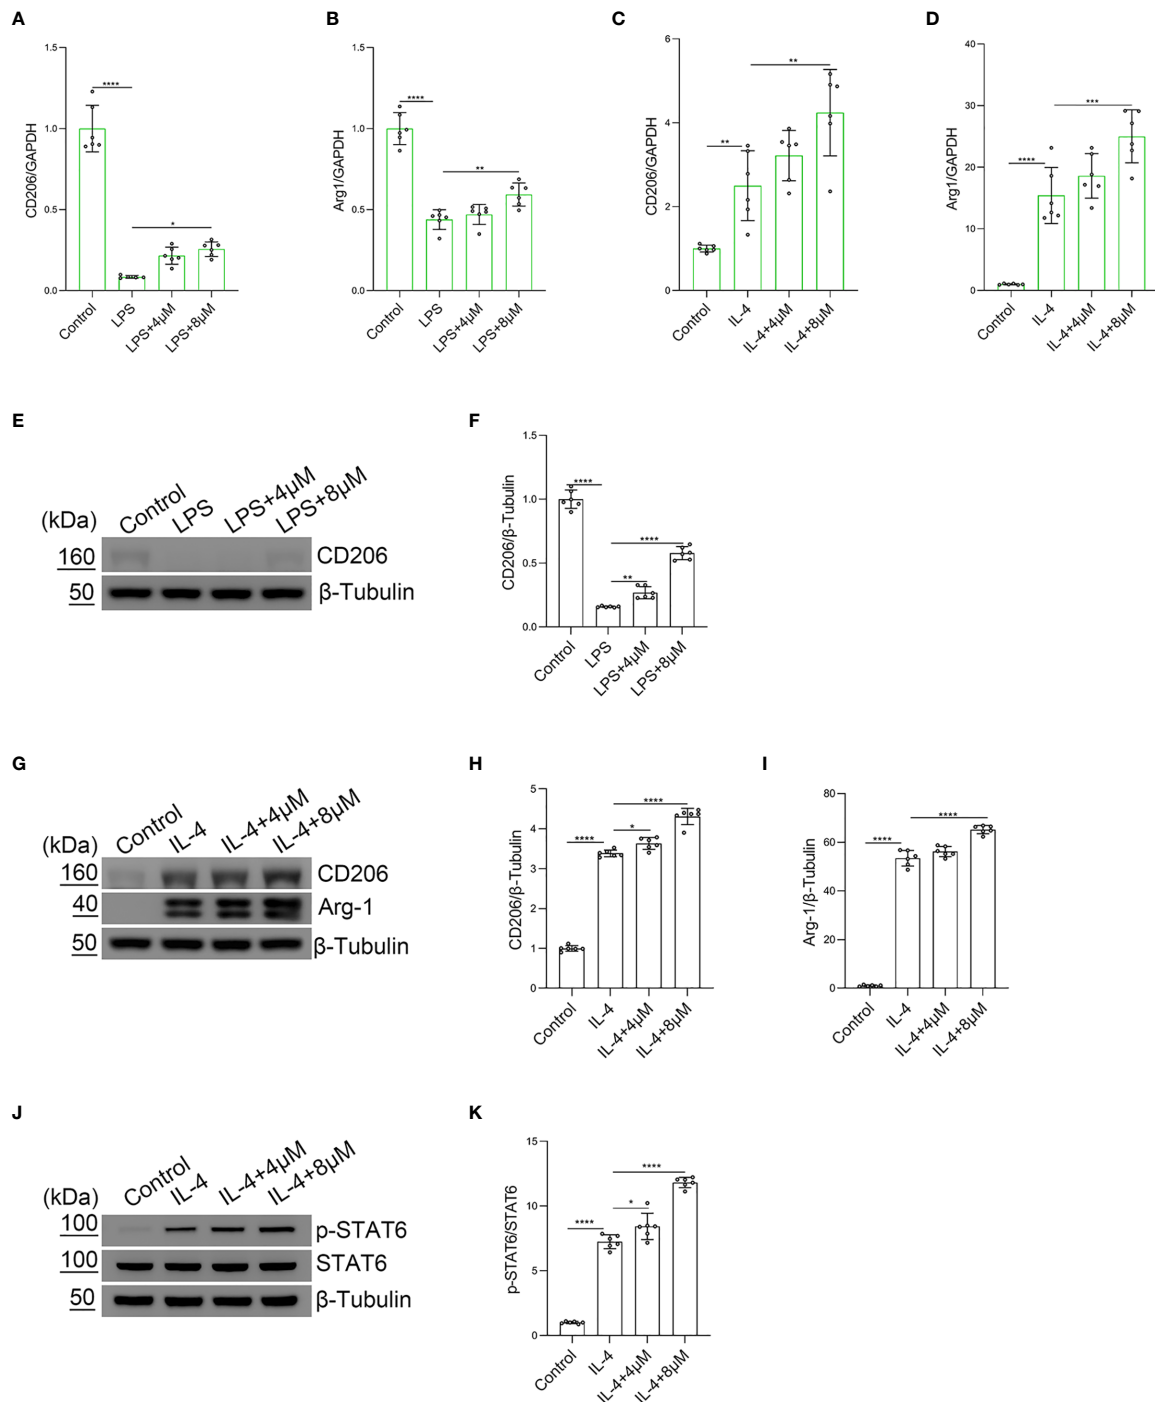 A
B
C
D
1.5
1.0
0.5
0.0
CD206/GAPDH
****
*
Control
LPS
LPS+4μM
LPS+8μM
1.5
1.0
0.5
0.0
Arg1/GAPDH
****
**
Control
LPS
LPS+4μM
LPS+8μM
6
4
2
0
CD206/GAPDH
**
**
Control
IL-4
IL-4+4μM
IL-4+8μM
40
30
20
10
0
Arg1/GAPDH
****
***
Control
IL-4
IL-4+4μM
IL-4+8μM
E
(kDa)
Control
LPS
LPS+4μM
LPS+8μM
160
CD206
50
β-Tubulin
F
1.5
1.0
0.5
0.0
CD206/β-Tubulin
****
**
****
Control
LPS
LPS+4μM
LPS+8μM
G
(kDa)
Control
IL-4
IL-4+4μM
IL-4+8μM
160
CD206
40
Arg-1
50
β-Tubulin
H
5
4
3
2
1
0
CD206/β-Tubulin
****
*
****
Control
IL-4
IL-4+4μM
IL-4+8μM
I
80
60
40
20
0
Arg-1/β-Tubulin
****
****
Control
IL-4
IL-4+4μM
IL-4+8μM
J
(kDa)
Control
IL-4
IL-4+4μM
IL-4+8μM
100
p-STAT6
100
STAT6
50
β-Tubulin
K
15
10
5
0
p-STAT6/STAT6
****
*
****
Control
IL-4
IL-4+4μM
IL-4+8μM